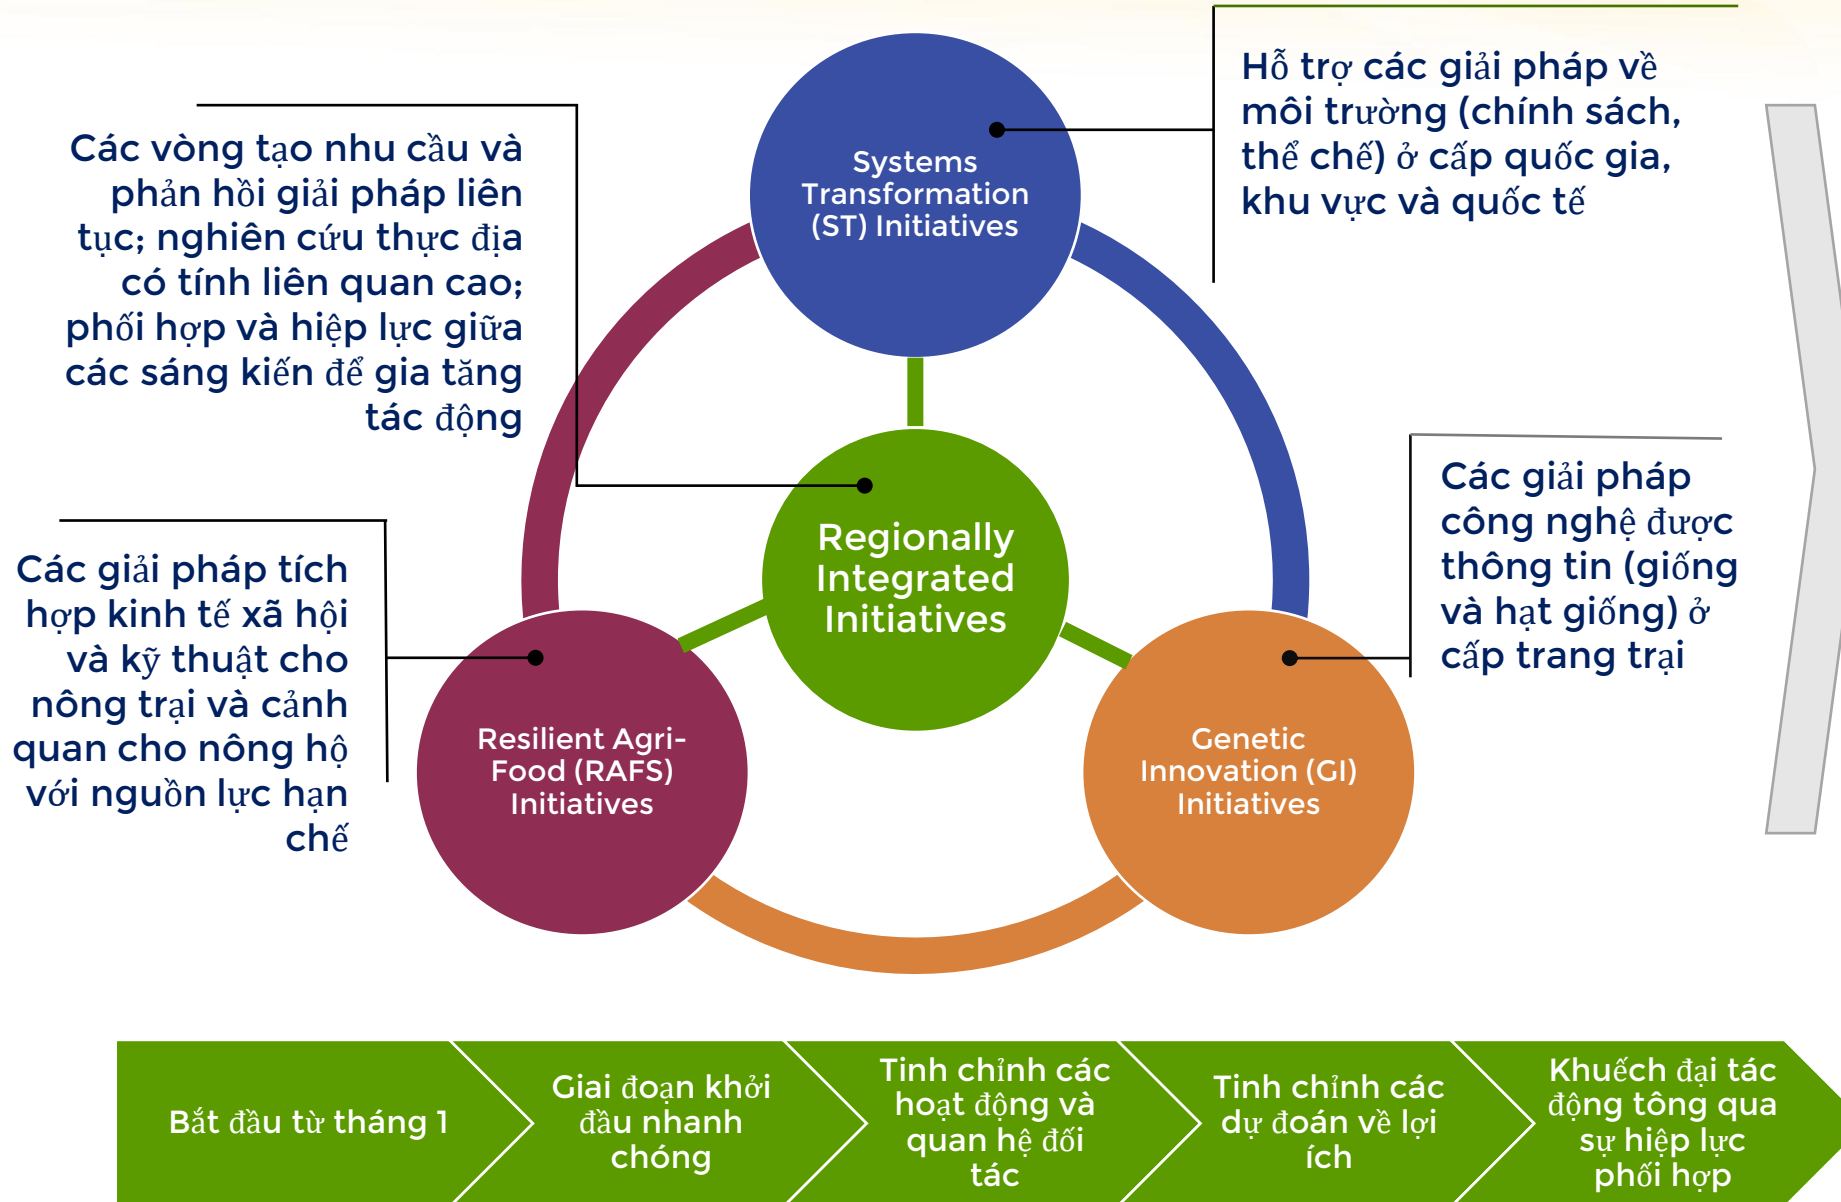 Các vòng tạo nhu cầu và
phản hồi giải pháp liên
tục; nghiên cứu thực địa
có tính liên quan cao;
phối hợp và hiệp lực giữa
các sáng kiến để gia tăng
tác động
Systems
Transformation
(ST) Initiatives
Hỗ trợ các giải pháp về
môi trường (chính sách,
thể chế) ở cấp quốc gia,
khu vực và quốc tế
Các giải pháp tích
hợp kinh tế xã hội
và kỹ thuật cho
nông trại và cảnh
quan cho nông hộ
với nguồn lực hạn
chế
Regionally
Integrated
Initiatives
Các giải pháp
công nghệ được
thông tin (giống
và hạt giống) ở
cấp trang trại
Resilient Agri-
Food (RAFS)
Initiatives
Genetic
Innovation (GI)
Initiatives
Bắt đầu từ tháng 1
Giai đoạn khởi
đầu nhanh
chóng
Tinh chỉnh các
hoạt động và
quan hệ đối
tác
Tinh chỉnh các
dự đoán về lợi
ích
Khuếch đại tác
động tông qua
sự hiệp lực
phối hợp